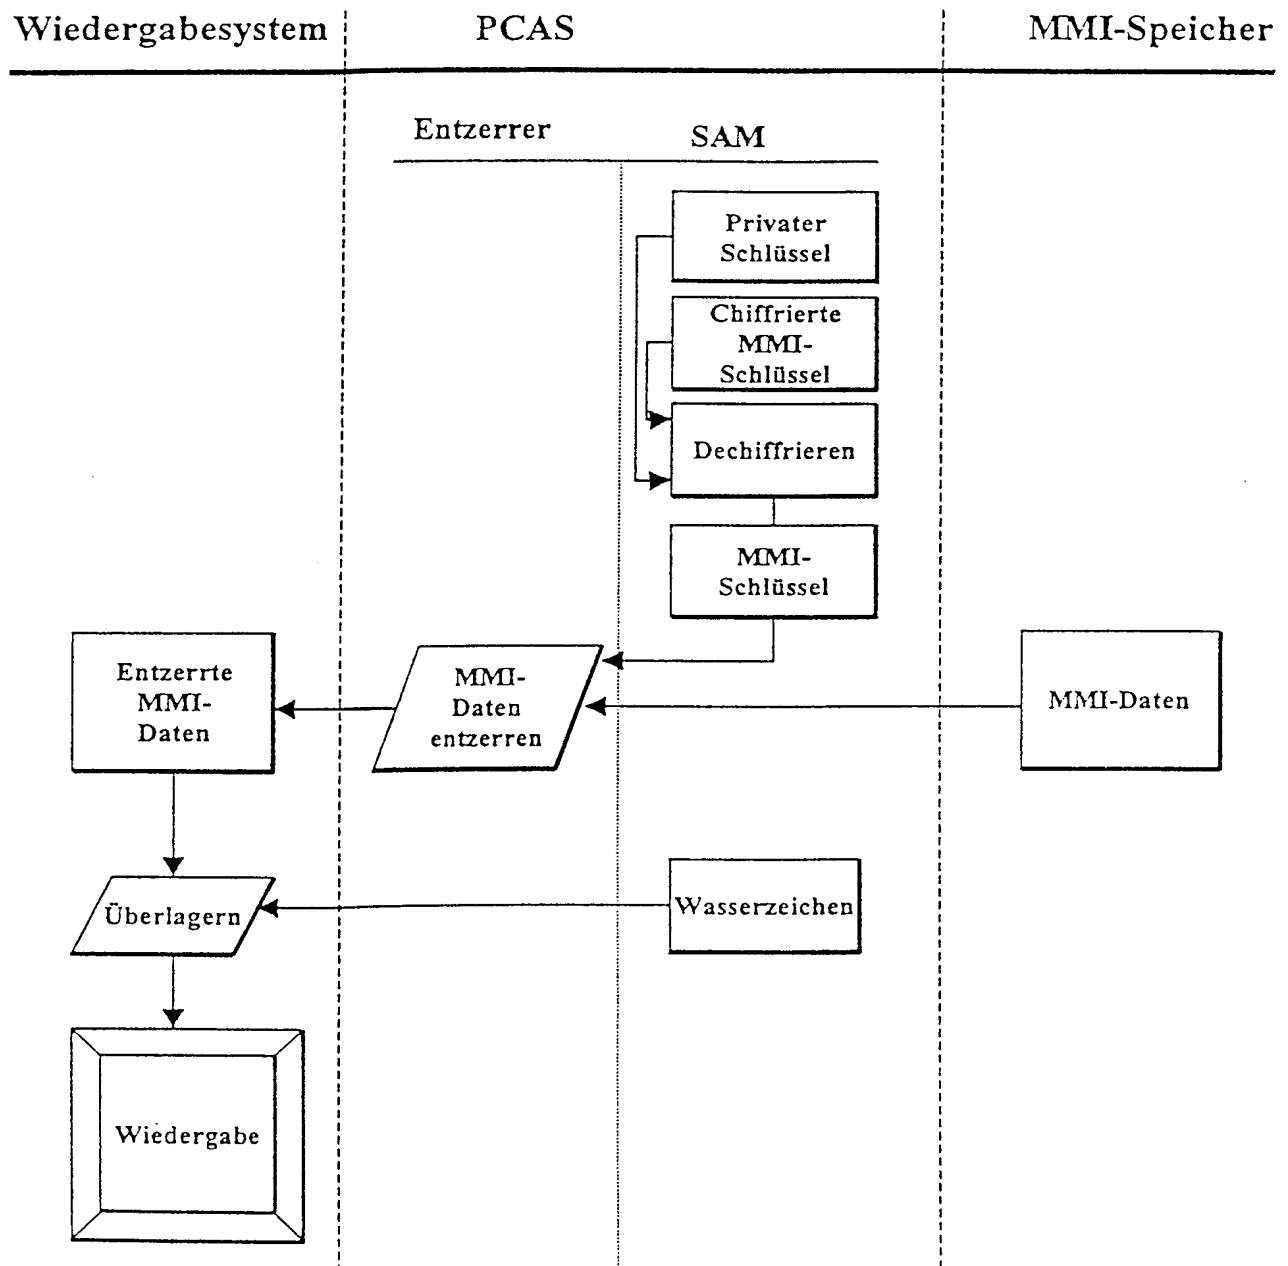 Wiedergabesystem
PCAS
MMI-Speicher
Entzerrer
SAM
Privater
Schlüssel
Chiffrierte
MMI-
Schlüssel
Dechiffrieren
MMI-
Schlüssel
Entzerrte
MMI-
Daten
MMI-
Daten
entzerren
MMI-Daten
Überlagern
Wasserzeichen
Wiedergabe